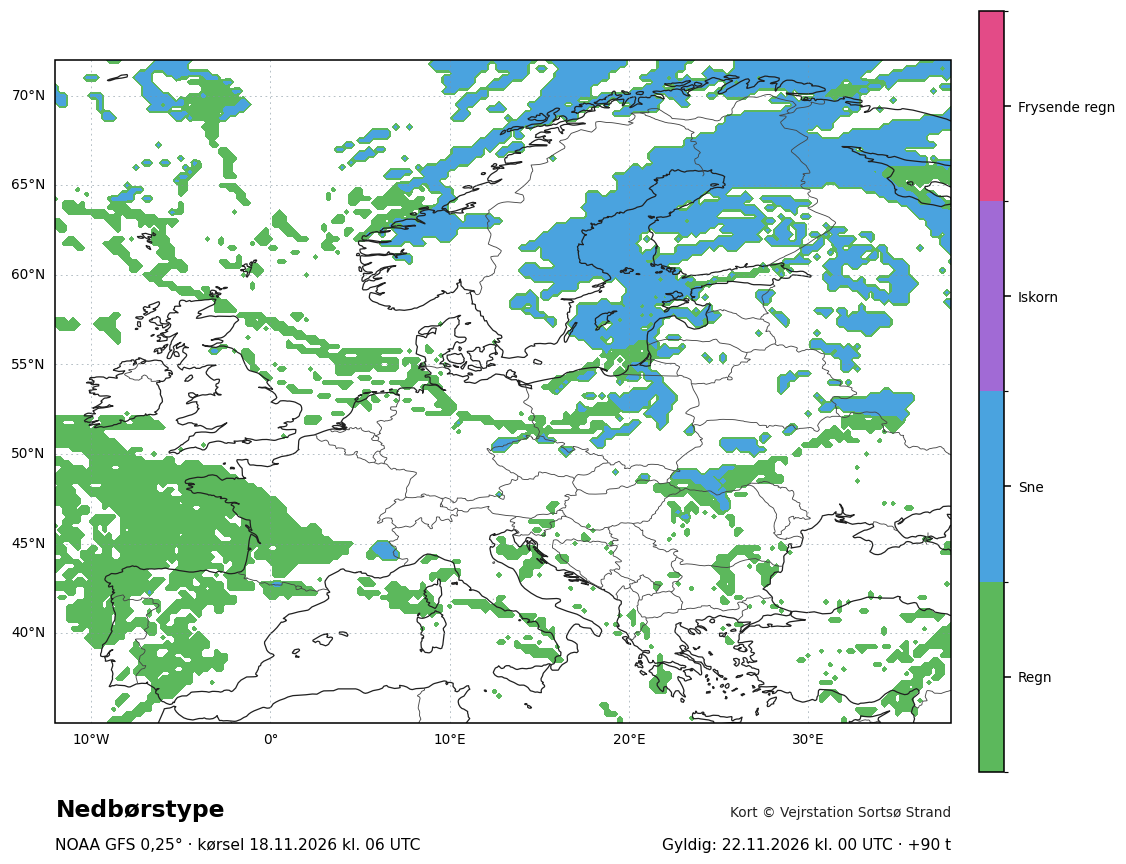 70°N
65°N
60°N
55°N
50°N
45°N
40°N
10°W
0°
10°E
20°E
30°E
Frysende regn
Iskorn
Sne
Regn
Nedbørstype
Kort © Vejrstation Sortsø Strand
NOAA GFS 0,25° · kørsel 18.11.2026 kl. 06 UTC
Gyldig: 22.11.2026 kl. 00 UTC · +90 t